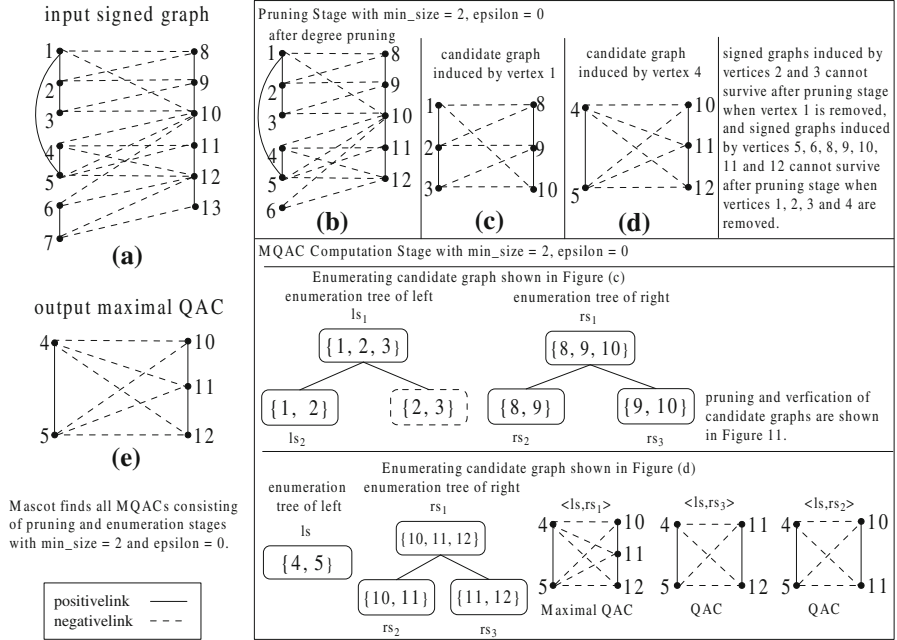 input signed graph
1
2
3
4
5
6
7
8
9
10
11
12
13
(a)
output maximal QAC
4
5
10
11
12
(e)
Mascot finds all MQACs consisting
of pruning and enumeration stages
with min_size = 2 and epsilon = 0.
positivelink
negativelink
Pruning Stage with min_size = 2, epsilon = 0
after degree pruning
1
2
3
4
5
6
8
9
10
11
12
(b)
candidate graph
induced by vertex 1
1
2
3
8
9
10
(c)
candidate graph
induced by vertex 4
4
5
10
11
12
(d)
signed graphs induced by
vertices 2 and 3 cannot
survive after pruning stage
when vertex 1 is removed,
and signed graphs induced
by vertices 5, 6, 8, 9, 10,
11 and 12 cannot survive
after pruning stage when
vertices 1, 2, 3 and 4 are
removed.
MQAC Computation Stage with min_size = 2, epsilon = 0
Enumerating candidate graph shown in Figure (c)
enumeration tree of left
ls1
{1, 2, 3}
{1, 2}
{2, 3}
ls2
enumeration tree of right
rs1
{8, 9, 10}
{8, 9}
{9, 10}
rs2
rs3
pruning and verfication of
candidate graphs are shown
in Figure 11.
Enumerating candidate graph shown in Figure (d)
enumeration
tree of left
ls
{4, 5}
enumeration tree of right
rs1
{10, 11, 12}
{10, 11}
{11, 12}
rs2
rs3
<ls,rs1>
4
5
10
11
12
Maximal QAC
<ls,rs3>
4
5
11
12
QAC
<ls,rs2>
4
5
10
11
QAC